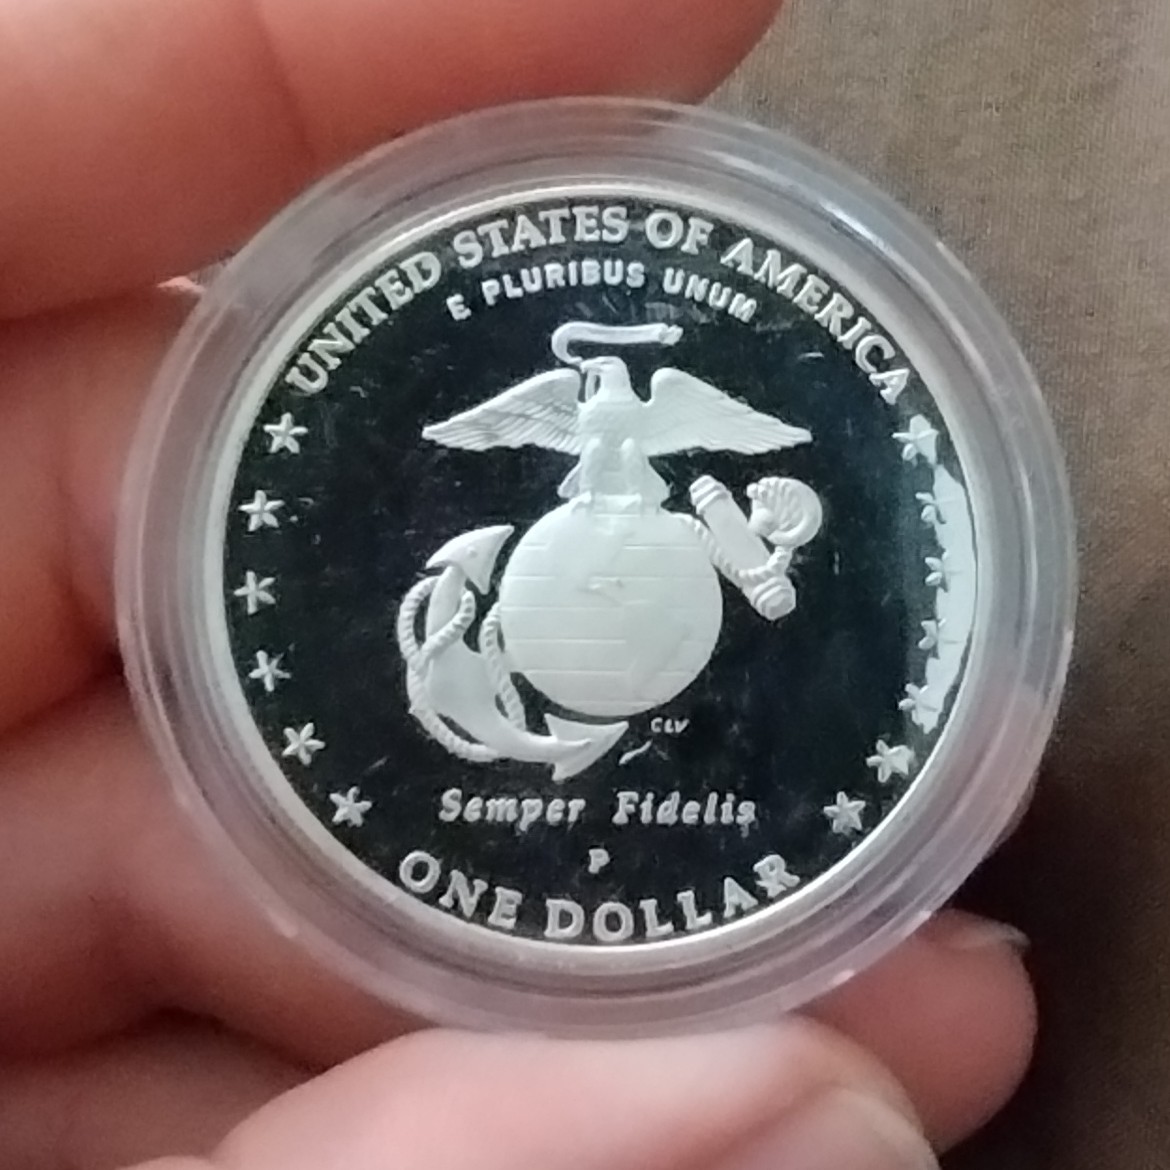 UNITED STATES OF AMERICA
E PLURIBUS UNUM
CLV
Semper Fidelis
P
ONE DOLLAR